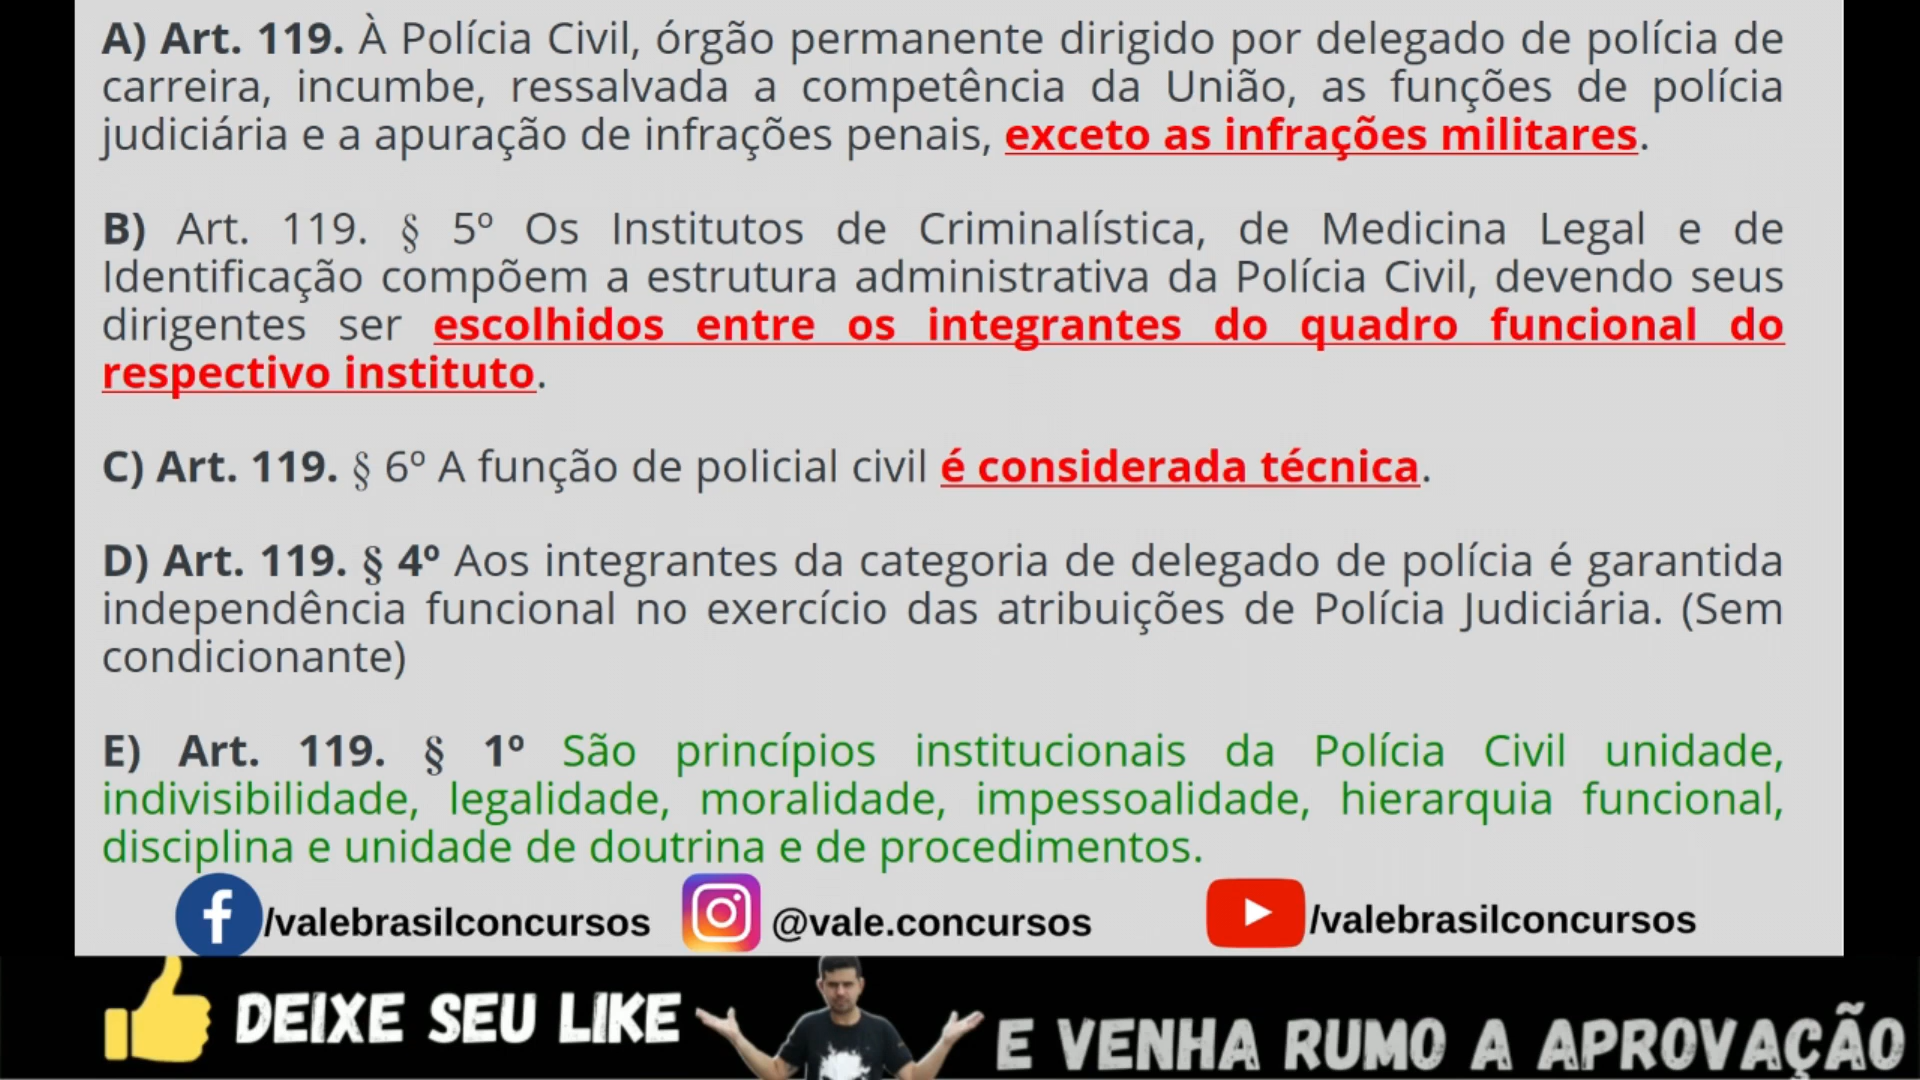 A) Art. 119. À Polícia Civil, órgão permanente dirigido por delegado de polícia de
carreira, incumbe, ressalvada a competência da União, as funções de polícia
judiciária e a apuração de infrações penais, exceto as infrações militares.
B) Art. 119. § 5º Os Institutos de Criminalística, de Medicina Legal e de
Identificação compõem a estrutura administrativa da Polícia Civil, devendo seus
dirigentes ser escolhidos entre os integrantes do quadro funcional do
respectivo instituto.
C) Art. 119. § 6º A função de policial civil é considerada técnica.
D) Art. 119. § 4º Aos integrantes da categoria de delegado de polícia é garantida
independência funcional no exercício das atribuições de Polícia Judiciária. (Sem
condicionante)
E) Art. 119. § 1º São princípios institucionais da Polícia Civil unidade,
indivisibilidade, legalidade, moralidade, impessoalidade, hierarquia funcional,
disciplina e unidade de doutrina e de procedimentos.
/valebrasilconcursos @vale.concursos /valebrasilconcursos
DEIXE SEU LIKE E VENHA RUMO A APROVAÇÃO